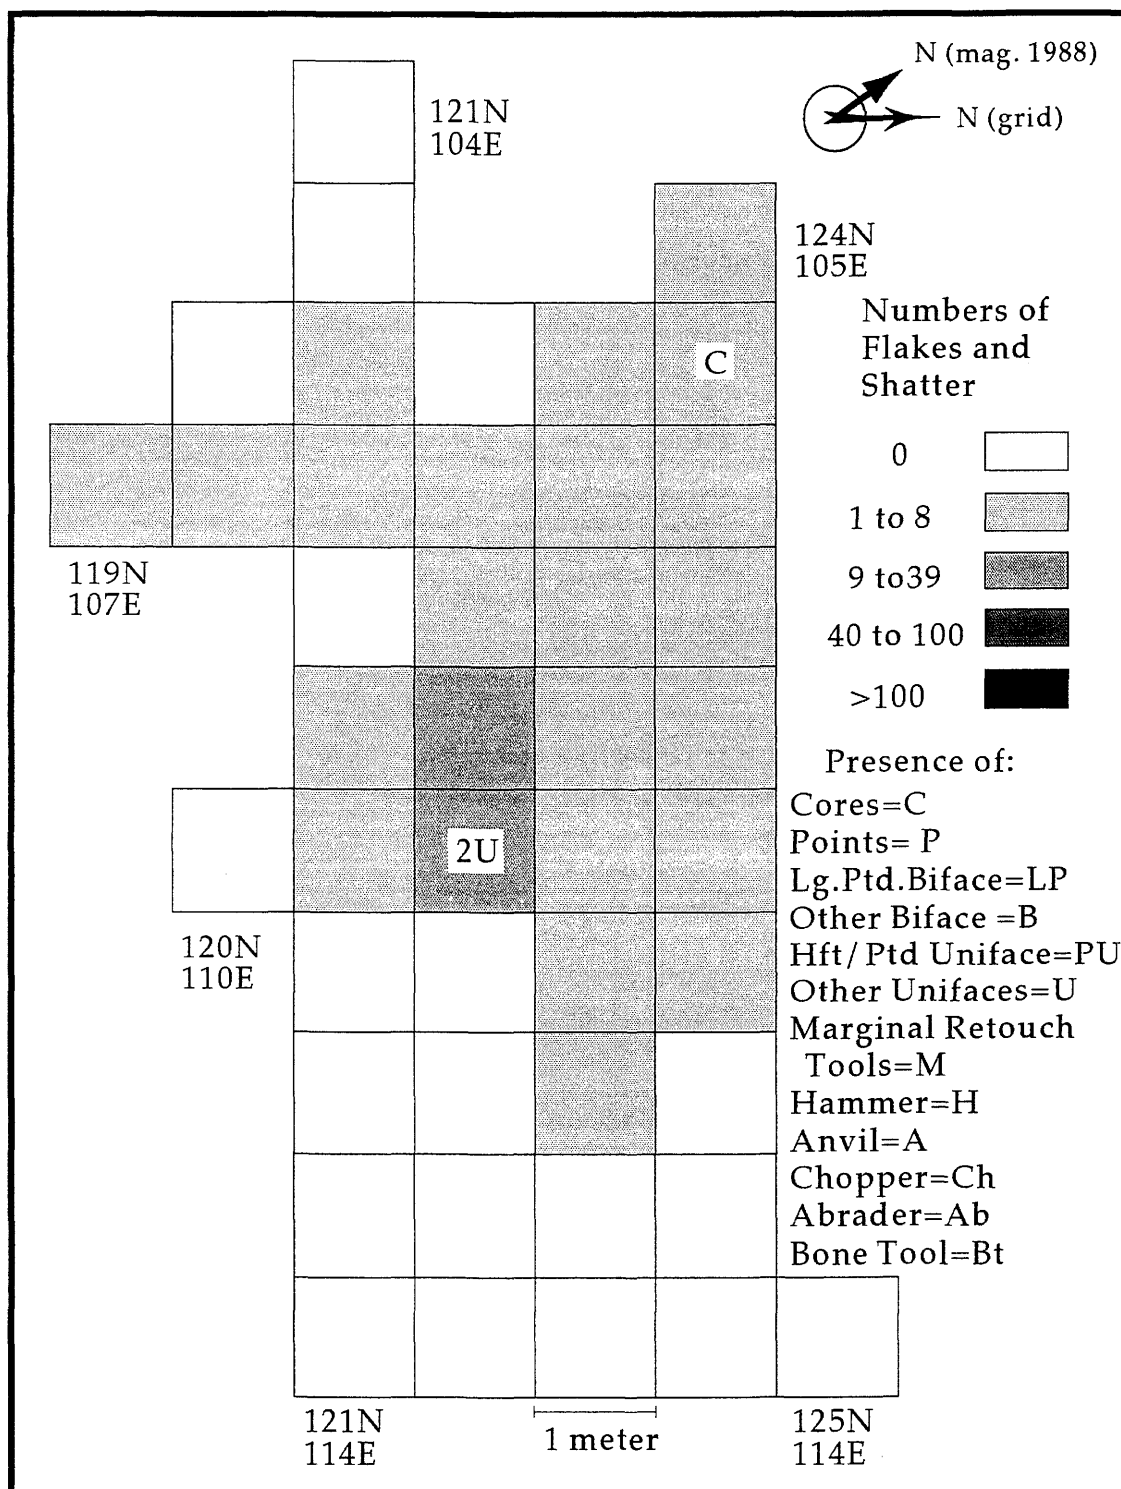 N (mag. 1988)
N (grid)
121N
104E
124N
105E
Numbers of
Flakes and
Shatter
0
1 to 8
9 to39
40 to 100
>100
C
119N
107E
2U
120N
110E
Presence of:
Cores=C
Points= P
Lg.Ptd.Biface=LP
Other Biface =B
Hft/Ptd Uniface=PU
Other Unifaces=U
Marginal Retouch
Tools=M
Hammer=H
Anvil=A
Chopper=Ch
Abrader=Ab
Bone Tool=Bt
121N
114E
1 meter
125N
114E